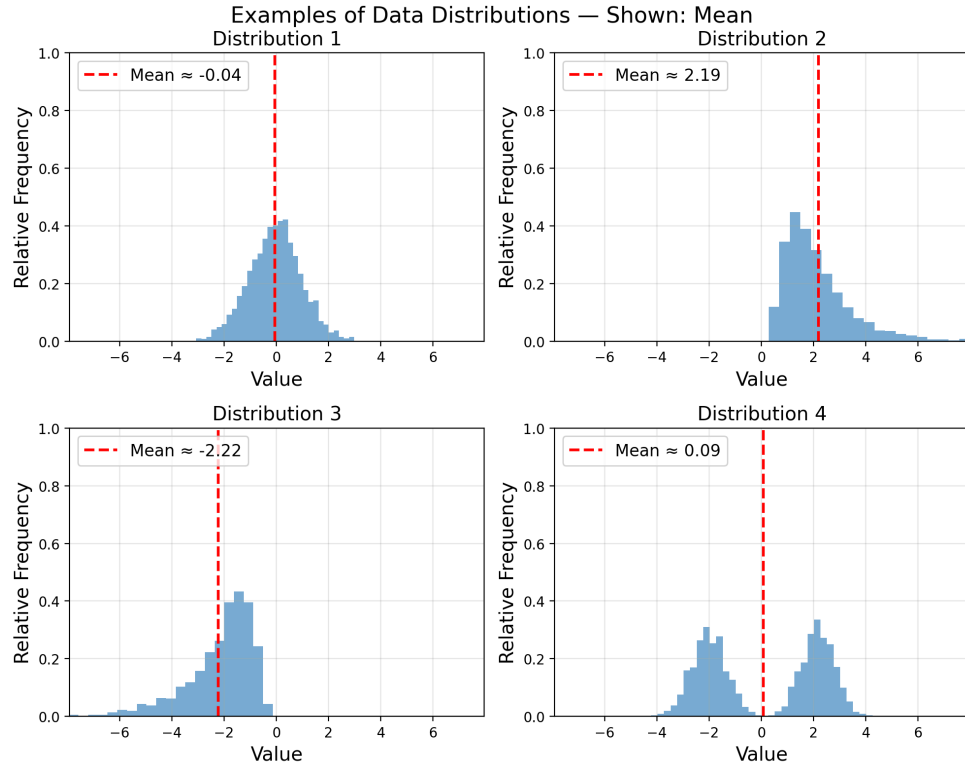 Examples of Data Distributions — Shown: Mean
Distribution 1
Mean ≈ -0.04
Relative Frequency
1.0
0.8
0.6
0.4
0.2
0.0
−6 −4 −2 0 2 4 6
Value
Distribution 2
Mean ≈ 2.19
Relative Frequency
1.0
0.8
0.6
0.4
0.2
0.0
−6 −4 −2 0 2 4 6
Value
Distribution 3
Mean ≈ -2.22
Relative Frequency
1.0
0.8
0.6
0.4
0.2
0.0
−6 −4 −2 0 2 4 6
Value
Distribution 4
Mean ≈ 0.09
Relative Frequency
1.0
0.8
0.6
0.4
0.2
0.0
−6 −4 −2 0 2 4 6
Value